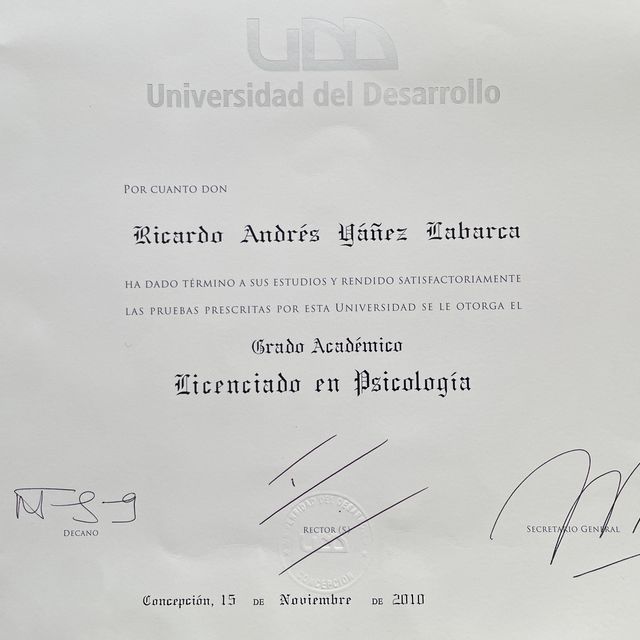 UDD
Universidad del Desarrollo
POR CUANTO DON
Ricardo Andrés Yáñez Labarca
HA DADO TÉRMINO A SUS ESTUDIOS Y RENDIDO SATISFACTORIAMENTE
LAS PRUEBAS PRESCRITAS POR ESTA UNIVERSIDAD SE LE OTORGA EL
Grado Académico
Licenciado en Psicología
DECANO
RECTOR (S)
SECRETARIO GENERAL
CONCEPCIÓN
Concepción, 15 DE Noviembre DE 2010